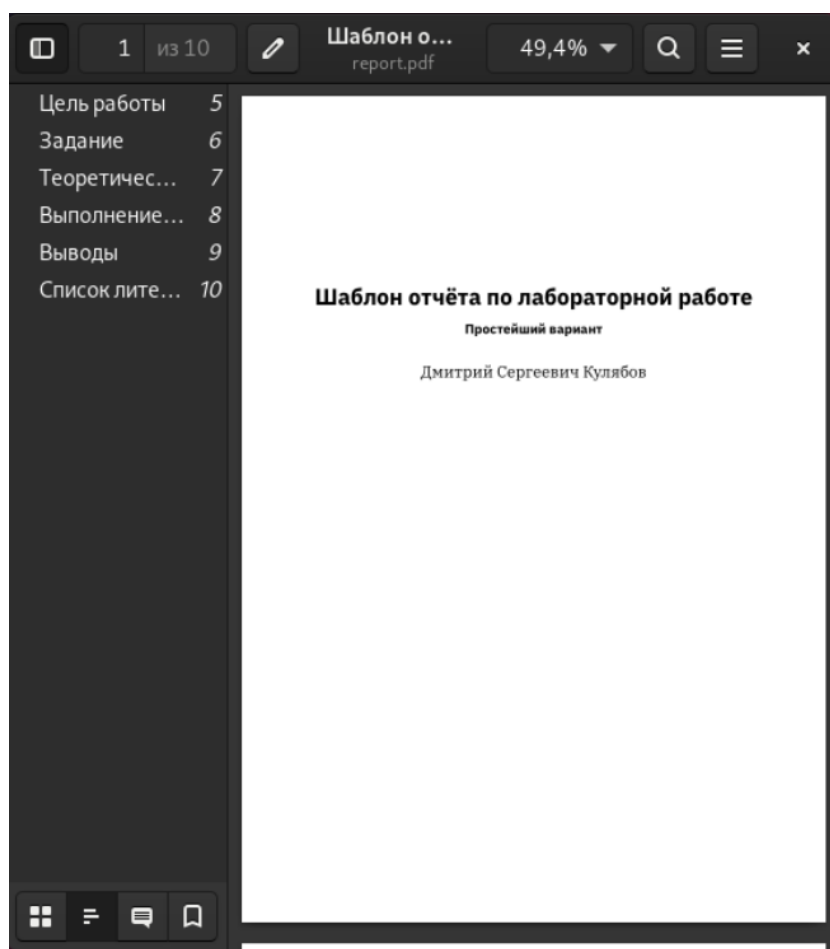 1 из 10
Шаблон о...
report.pdf
49,4%
Цель работы 5
Задание 6
Теоретичес... 7
Выполнение... 8
Выводы 9
Список лите... 10
Шаблон отчёта по лабораторной работе
Простейший вариант
Дмитрий Сергеевич Кулябов